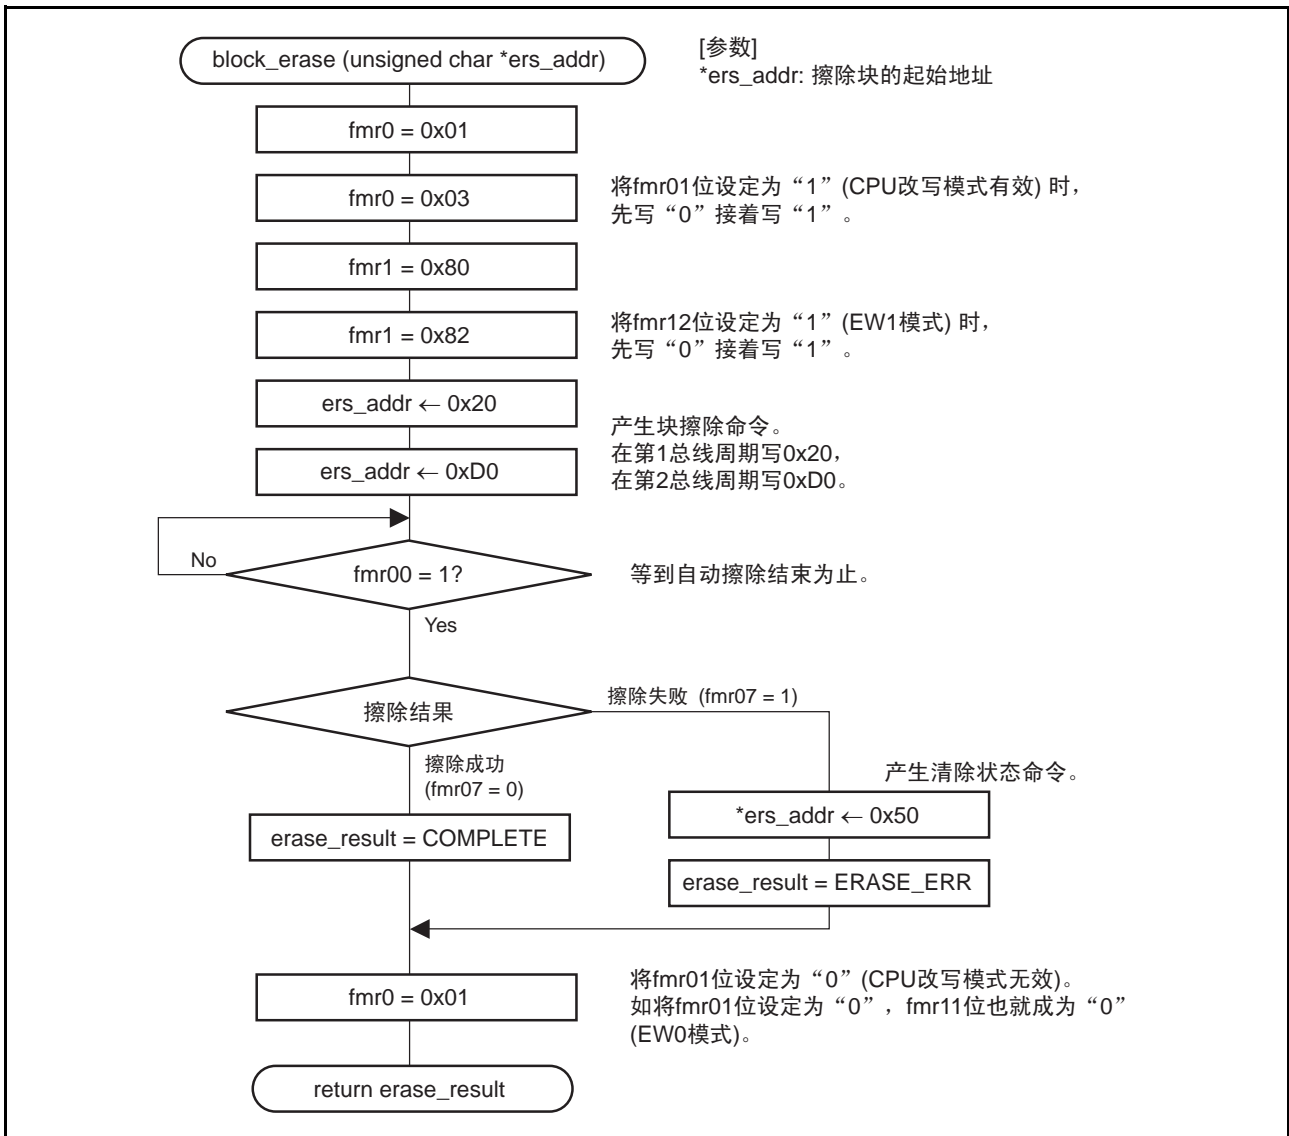 block_erase (unsigned char *ers_addr)
[参数]
*ers_addr: 擦除块的起始地址
fmr0 = 0x01
fmr0 = 0x03
将fmr01位设定为“1”(CPU改写模式有效) 时，
先写“0”接着写“1”。
fmr1 = 0x80
fmr1 = 0x82
将fmr12位设定为“1”(EW1模式) 时，
先写“0”接着写“1”。
ers_addr ← 0x20
ers_addr ← 0xD0
产生块擦除命令。
在第1总线周期写0x20，
在第2总线周期写0xD0。
No
fmr00 = 1?
等到自动擦除结束为止。
Yes
擦除结果
擦除失败 (fmr07 = 1)
擦除成功
(fmr07 = 0)
产生清除状态命令。
*ers_addr ← 0x50
erase_result = COMPLETE
erase_result = ERASE_ERR
fmr0 = 0x01
将fmr01位设定为“0”(CPU改写模式无效)。
如将fmr01位设定为“0”，fmr11位也就成为“0”
(EW0模式)。
return erase_result